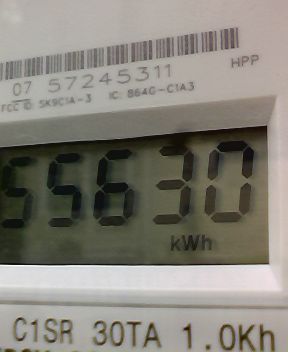 HPP
07 57245311
FCC ID: SK9C1A-3 IC: 864G-C1A3
55630
kWh
C1SR 30TA 1.0Kh